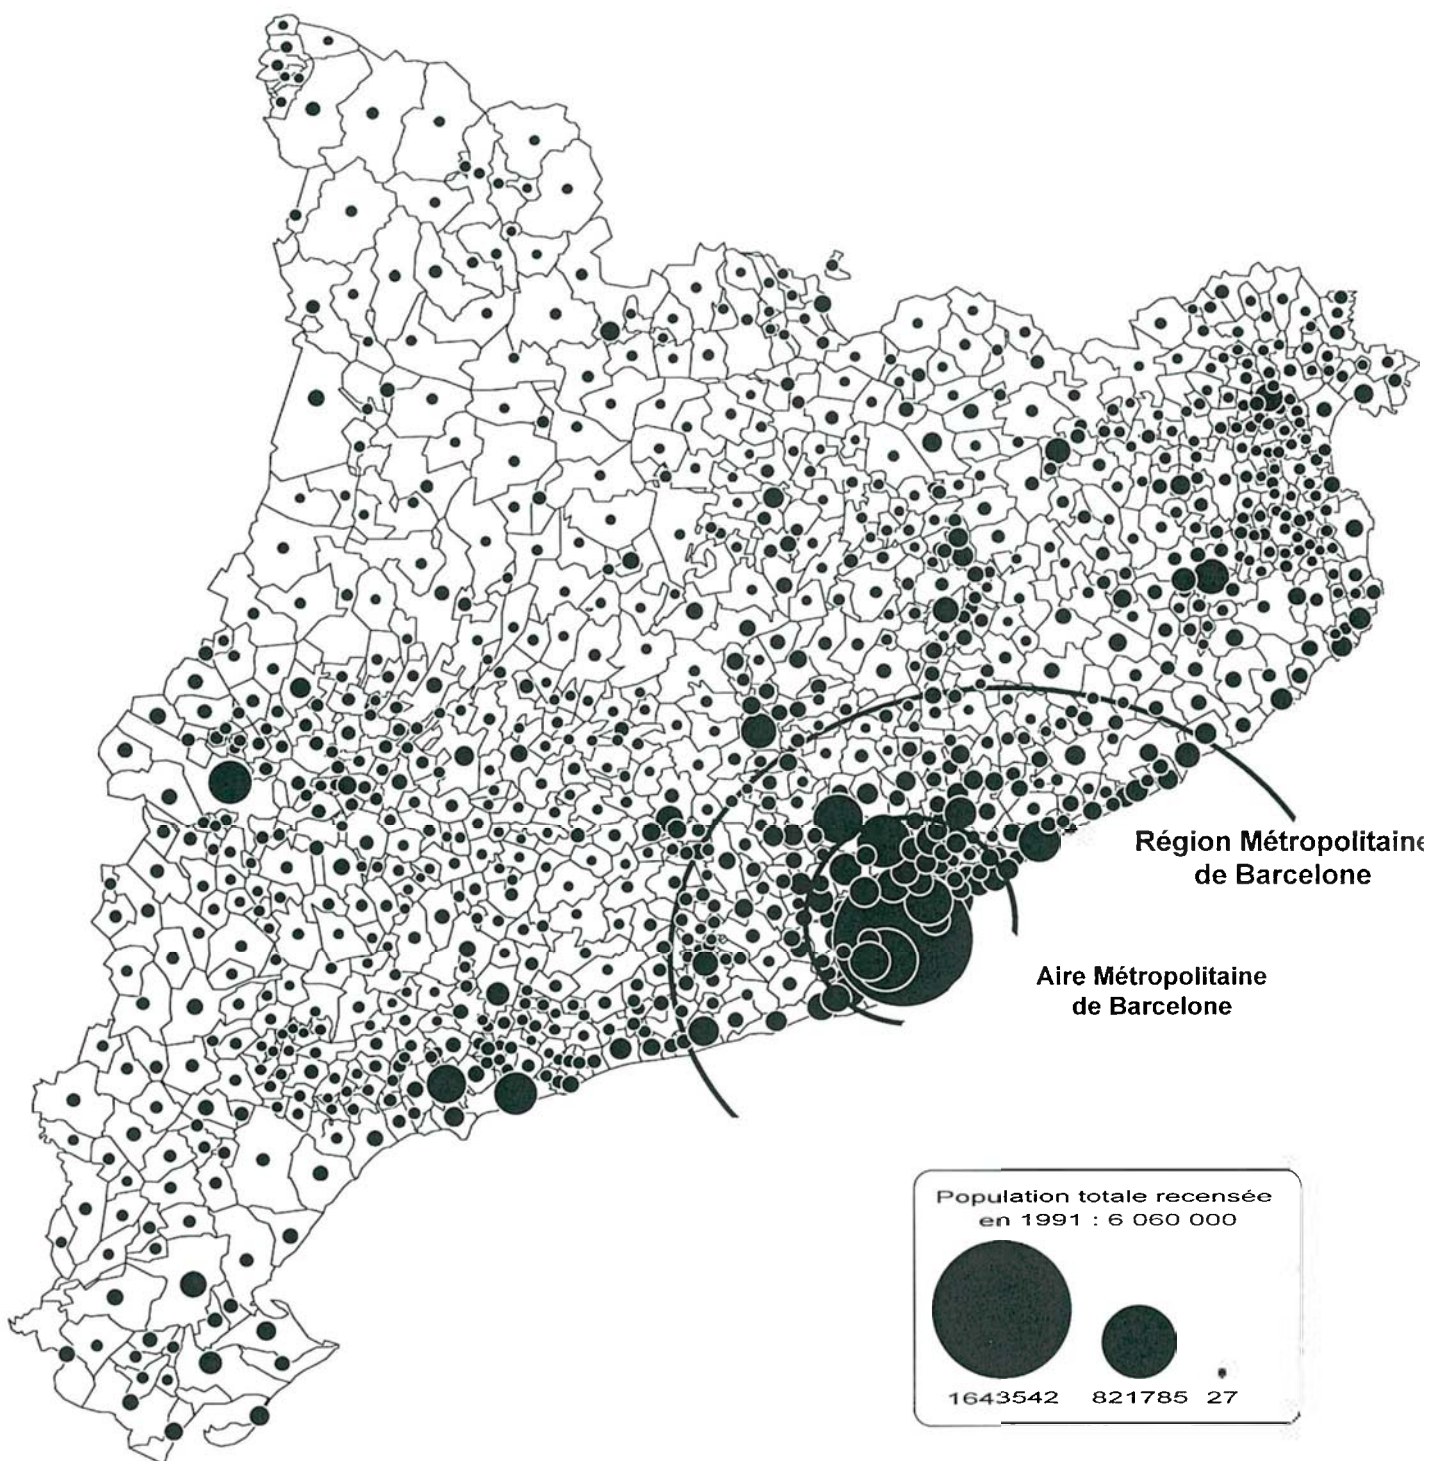 Région Métropolitaine
de Barcelone
Aire Métropolitaine
de Barcelone
Population totale recensée
en 1991 : 6 060 000
1643542 821785 27